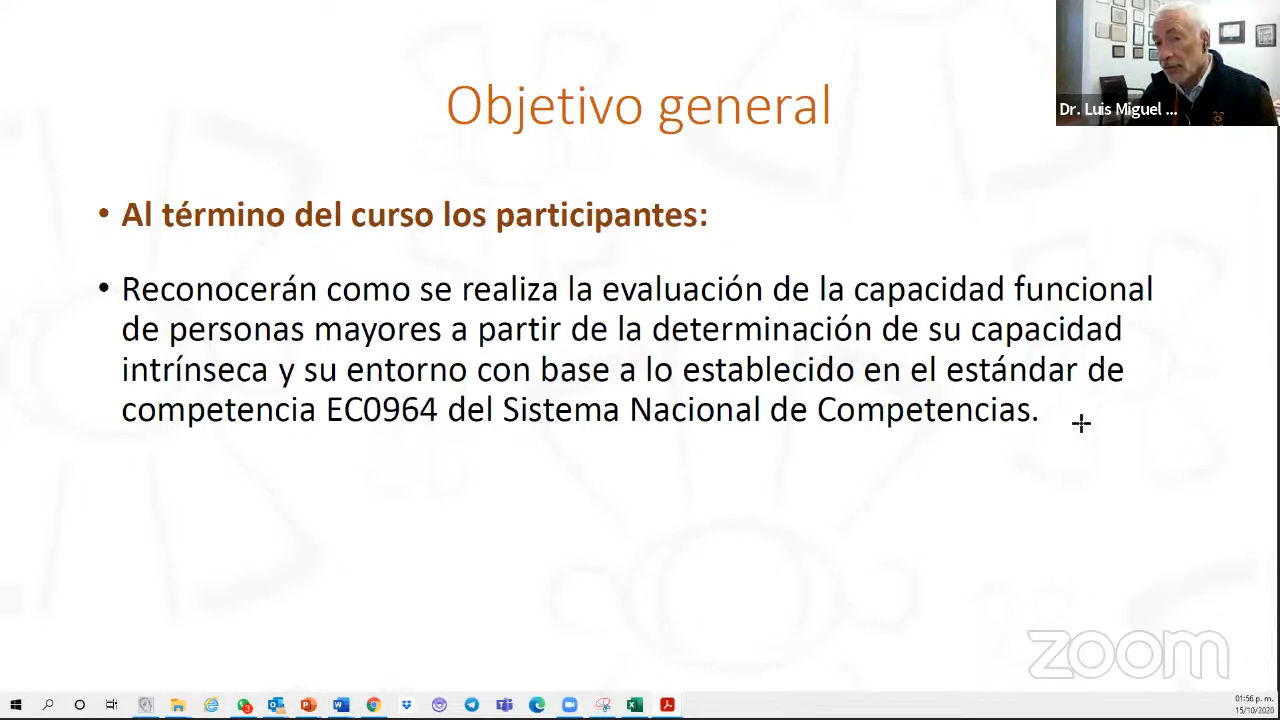 Objetivo general
Dr. Luis Miguel ...
• Al término del curso los participantes:
• Reconocerán como se realiza la evaluación de la capacidad funcional
de personas mayores a partir de la determinación de su capacidad
intrínseca y su entorno con base a lo establecido en el estándar de
competencia EC0964 del Sistema Nacional de Competencias.
zoom
01:56 p. m.
15/10/2020